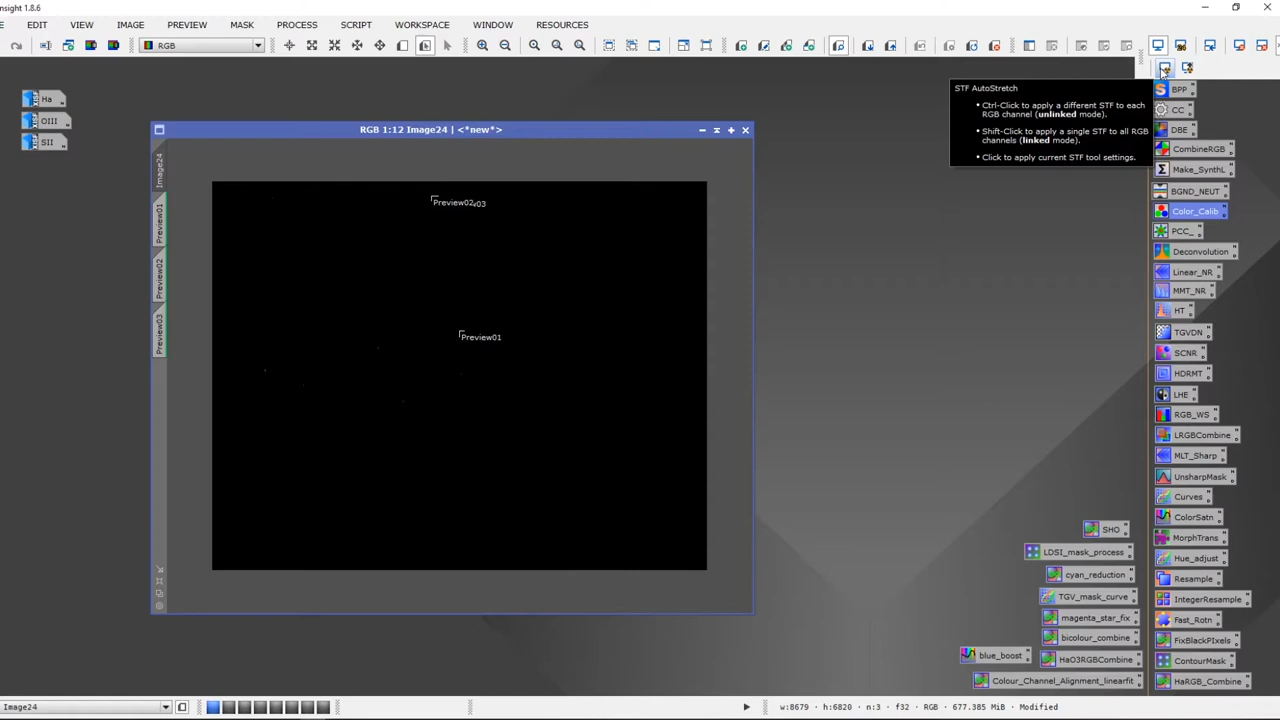 nsight 1.8.6
E EDIT VIEW IMAGE PREVIEW MASK PROCESS SCRIPT WORKSPACE WINDOW RESOURCES
RGB
STF AutoStretch
Ctrl-Click to apply a different STF to each
RGB channel (unlinked mode).
Shift-Click to apply a single STF to all RGB
channels (linked mode).
Click to apply current STF tool settings.
Ha
OIII
SII
RGB 1:12 Image24 | <*new*>
Image24
Preview01
Preview02
Preview03
Preview02
Preview01
BPP
CC
DBE
CombineRGB
Make_SynthL
BGND_NEUT
Color_Calib
PCC_
Deconvolution
Linear_NR
MMT_NR
HT
TGVDN
SCNR
HDRMT
LHE
RGB_WS
LRGBCombine
MLT_Sharp
UnsharpMask
Curves
ColorSatn
MorphTrans
Hue_adjust
Resample
IntegerResample
Fast_Rotn
FixBlackPIxels
ContourMask
HaRGB_Combine
SHO
LDSI_mask_process
cyan_reduction
TGV_mask_curve
magenta_star_fix
bicolour_combine
blue_boost
HaO3RGBCombine
Colour_Channel_Alignment_linearfit
Image24
w:8679 · h:6820 · n:3 · f32 · RGB · 677.385 MiB · Modified